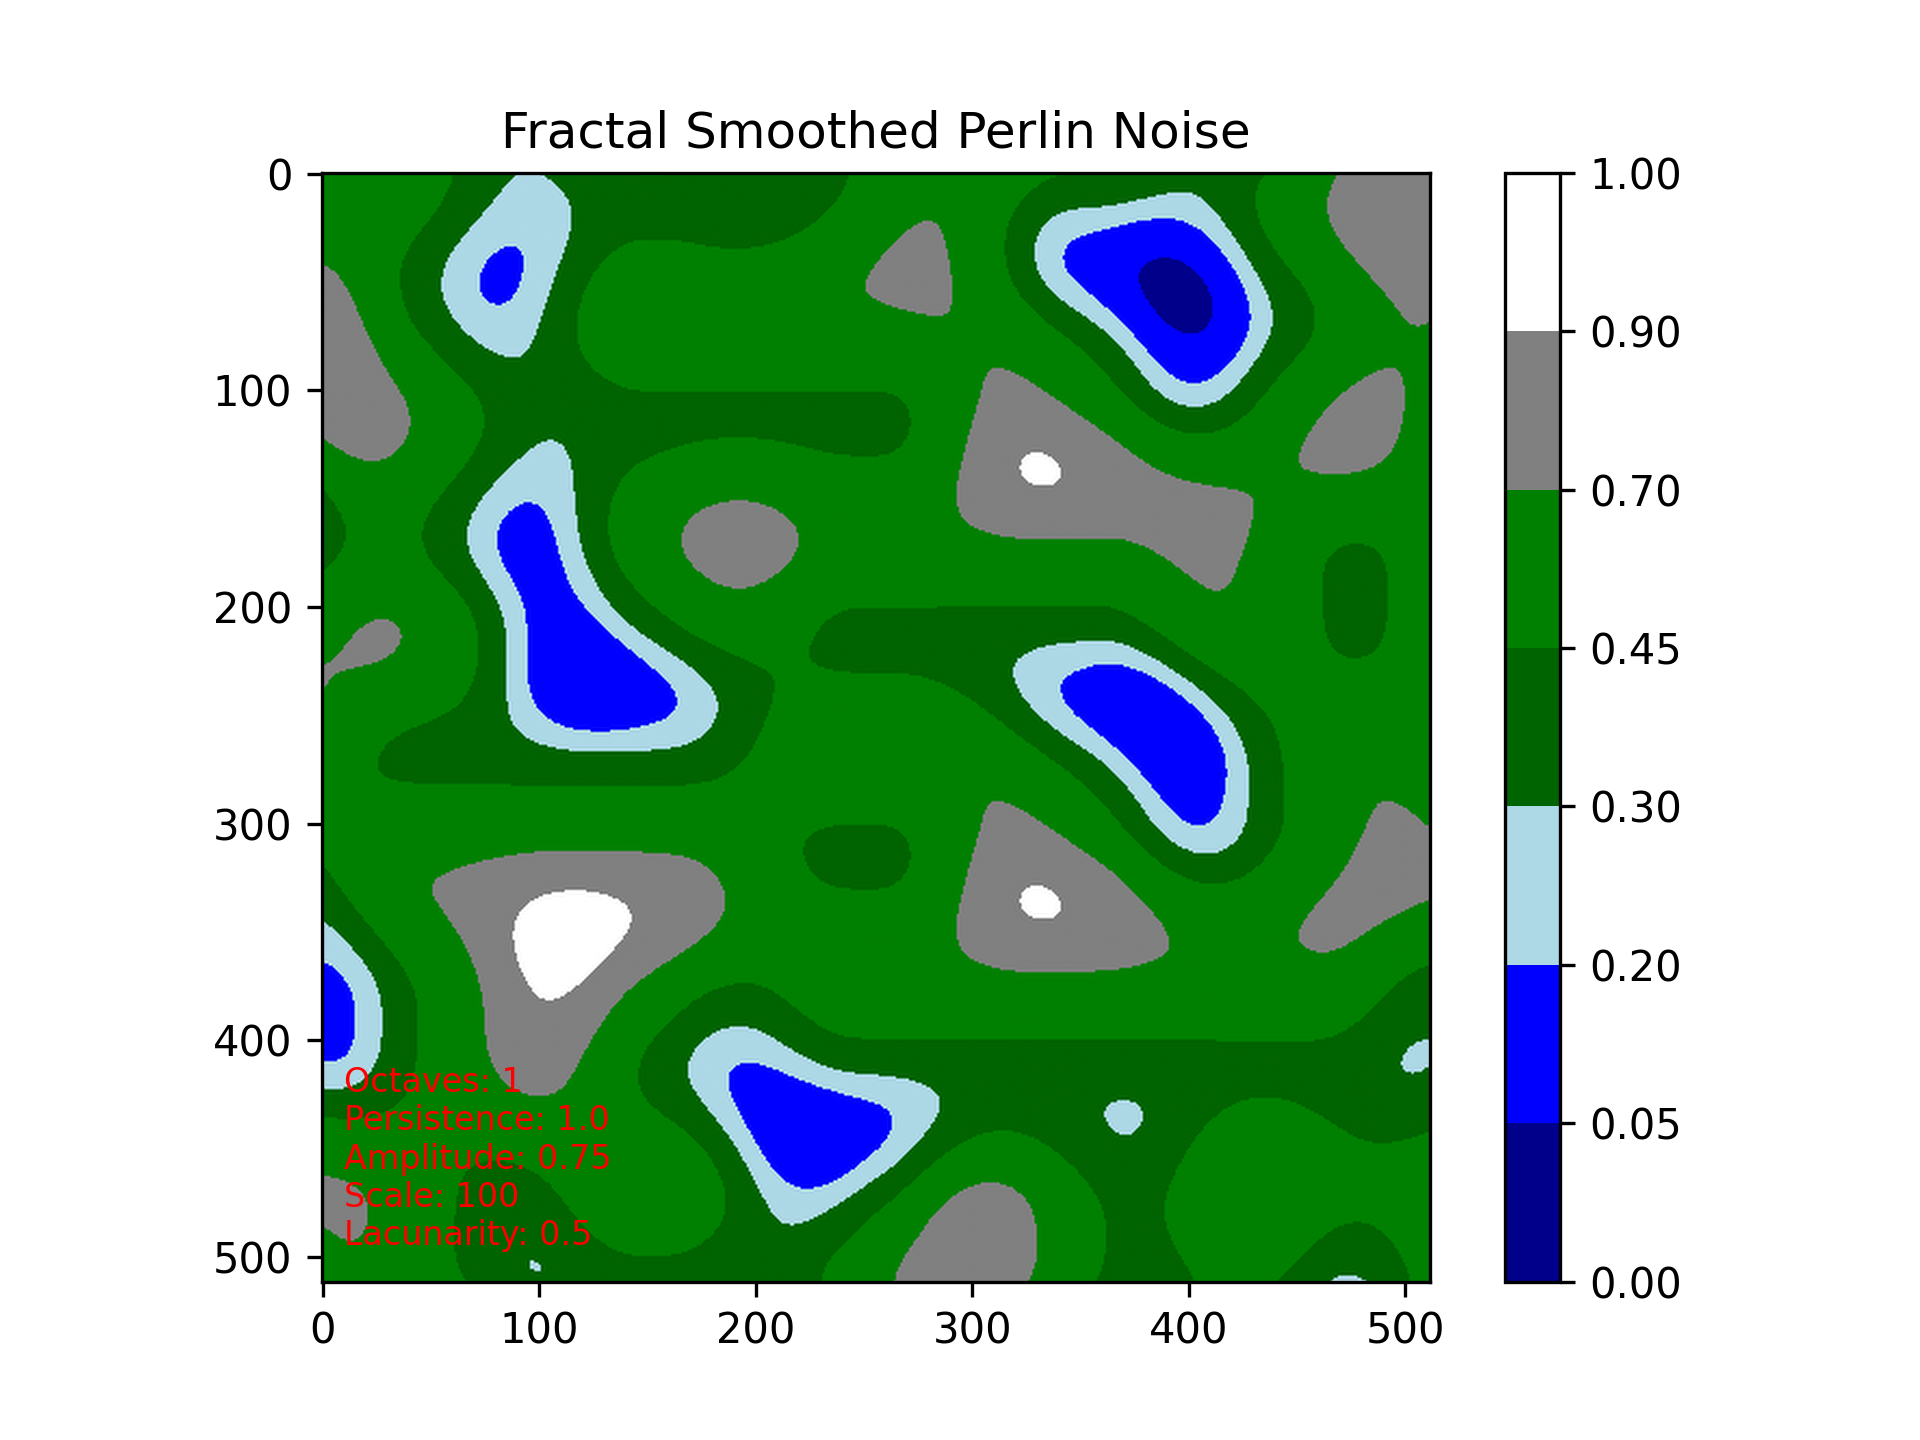 Fractal Smoothed Perlin Noise
0
100
200
300
400
500
Octaves: 1
Persistence: 1.0
Amplitude: 0.75
Scale: 100
Lacunarity: 0.5
0 100 200 300 400 500
1.00
0.90
0.70
0.45
0.30
0.20
0.05
0.00